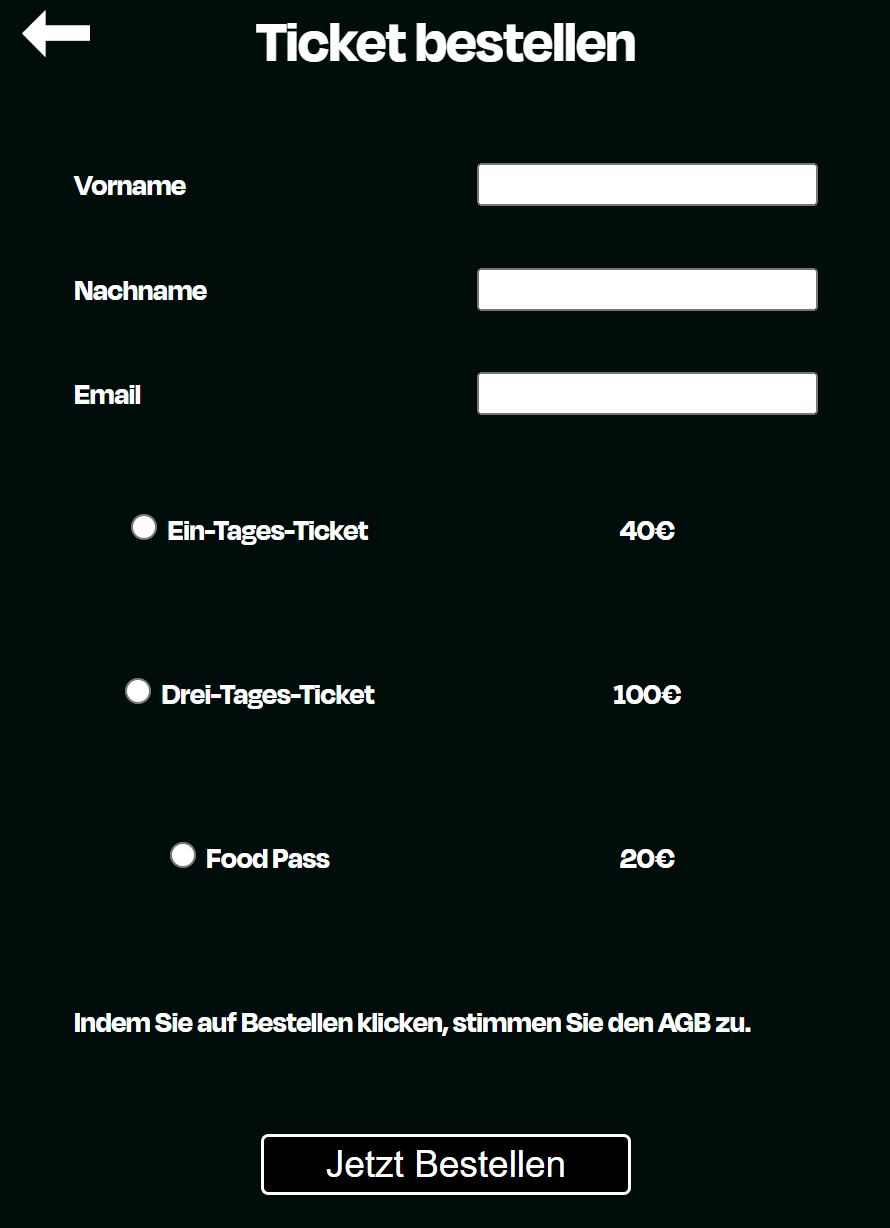 Ticket bestellen
Vorname
Nachname
Email
Ein-Tages-Ticket 40€
Drei-Tages-Ticket 100€
Food Pass 20€
Indem Sie auf Bestellen klicken, stimmen Sie den AGB zu.
Jetzt Bestellen